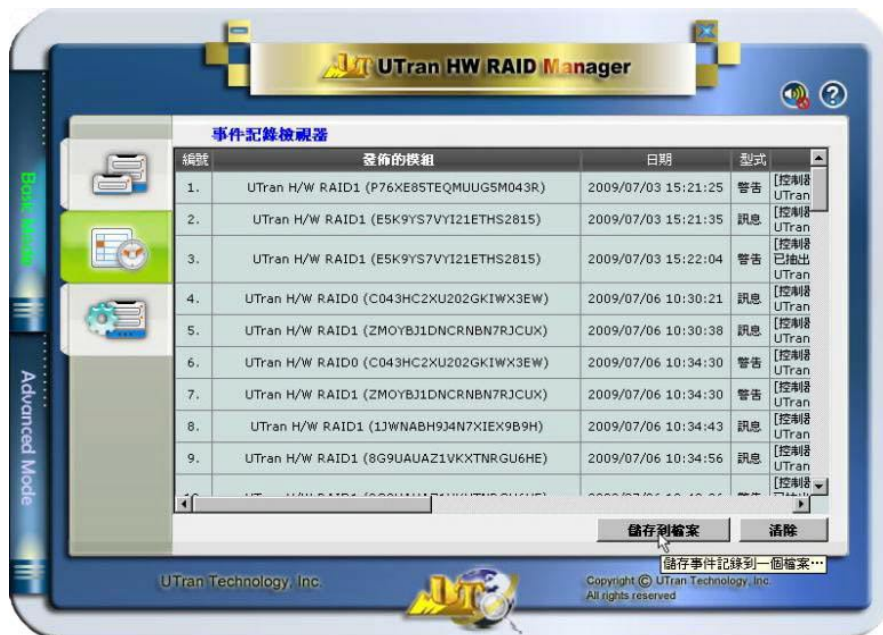 UT UTran HW RAID Manager
?
Basic Mode
Advanced Mode
事件記錄檢視器
編號 發佈的模組 日期 型式
1. UTran H/W RAID1 (P76XE85TEQMUUG5M043R) 2009/07/03 15:21:25 警告 [控制器
UTran
2. UTran H/W RAID1 (E5K9YS7VYI21ETHS2815) 2009/07/03 15:21:35 訊息 [控制器
UTran
3. UTran H/W RAID1 (E5K9YS7VYI21ETHS2815) 2009/07/03 15:22:04 警告 [控制器
已抽出
UTran
4. UTran H/W RAID0 (C043HC2XU202GKIWX3EW) 2009/07/06 10:30:21 訊息 [控制器
UTran
5. UTran H/W RAID1 (ZMOYBJ1DNCRNBN7RJCUX) 2009/07/06 10:30:38 訊息 [控制器
UTran
6. UTran H/W RAID0 (C043HC2XU202GKIWX3EW) 2009/07/06 10:34:30 警告 [控制器
UTran
7. UTran H/W RAID1 (ZMOYBJ1DNCRNBN7RJCUX) 2009/07/06 10:34:30 警告 [控制器
UTran
8. UTran H/W RAID1 (1JWNABH9J4N7XIEX9B9H) 2009/07/06 10:34:43 訊息 [控制器
UTran
9. UTran H/W RAID1 (8G9UAUAZ1VKXTNRGU6HE) 2009/07/06 10:34:56 訊息 [控制器
UTran
[控制器
儲存到檔案 清除
儲存事件記錄到一個檔案…
UTran Technology, Inc.
UT
Copyright © UTran Technology, Inc.
All rights reserved